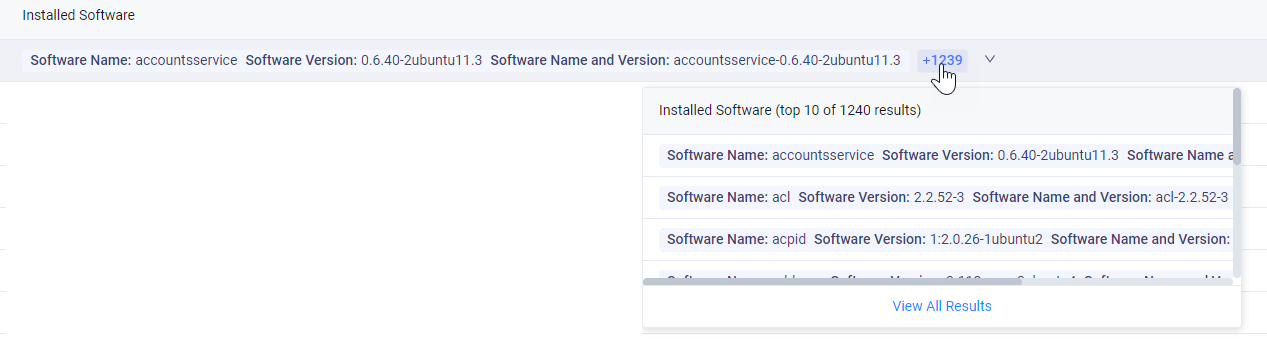 Installed Software
Software Name: accountsservice Software Version: 0.6.40-2ubuntu11.3 Software Name and Version: accountsservice-0.6.40-2ubuntu11.3 +1239
Installed Software (top 10 of 1240 results)
Software Name: accountsservice Software Version: 0.6.40-2ubuntu11.3 Software Name a
Software Name: acl Software Version: 2.2.52-3 Software Name and Version: acl-2.2.52-3
Software Name: acpid Software Version: 1:2.0.26-1ubuntu2 Software Name and Version:
View All Results